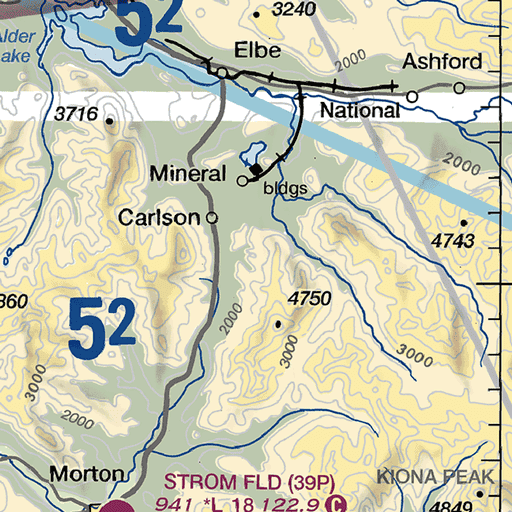 52
3240
Elbe
Alder
Lake
2000
Ashford
3716
National
2000
Mineral
bldgs
Carlson
4743
860
52
4750
2000
3000
3000
3000
2000
Morton
STROM FLD (39P)
941 *L 18 122.9 C
KIONA PEAK
4849